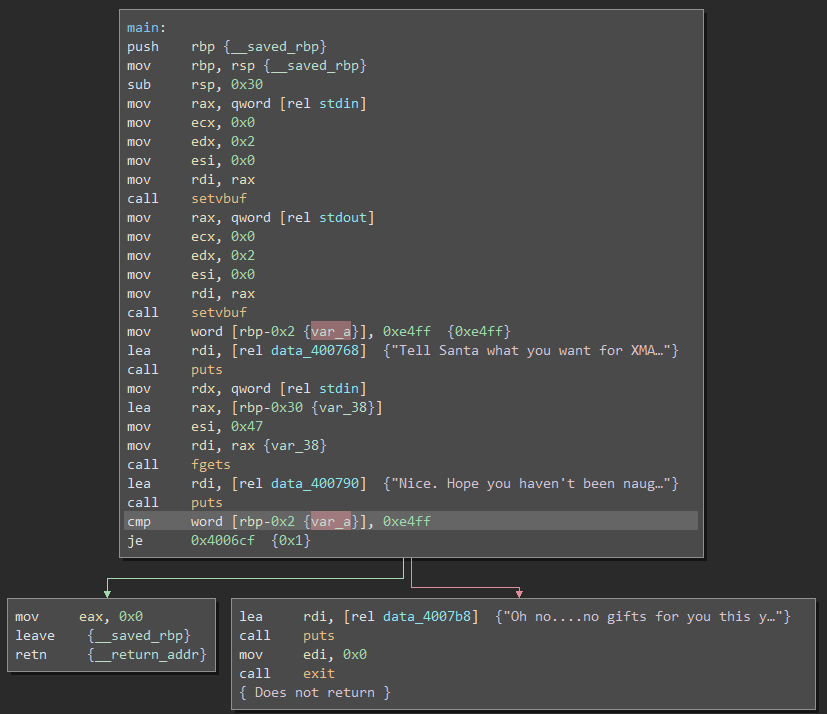 main:
push rbp {__saved_rbp}
mov rbp, rsp {__saved_rbp}
sub rsp, 0x30
mov rax, qword [rel stdin]
mov ecx, 0x0
mov edx, 0x2
mov esi, 0x0
mov rdi, rax
call setvbuf
mov rax, qword [rel stdout]
mov ecx, 0x0
mov edx, 0x2
mov esi, 0x0
mov rdi, rax
call setvbuf
mov word [rbp-0x2 {var_a}], 0xe4ff {0xe4ff}
lea rdi, [rel data_400768] {"Tell Santa what you want for XMA…"}
call puts
mov rdx, qword [rel stdin]
lea rax, [rbp-0x30 {var_38}]
mov esi, 0x47
mov rdi, rax {var_38}
call fgets
lea rdi, [rel data_400790] {"Nice. Hope you haven't been naug…"}
call puts
cmp word [rbp-0x2 {var_a}], 0xe4ff
je 0x4006cf {0x1}
mov eax, 0x0
leave {__saved_rbp}
retn {__return_addr}
lea rdi, [rel data_4007b8] {"Oh no....no gifts for you this y…"}
call puts
mov edi, 0x0
call exit
{ Does not return }